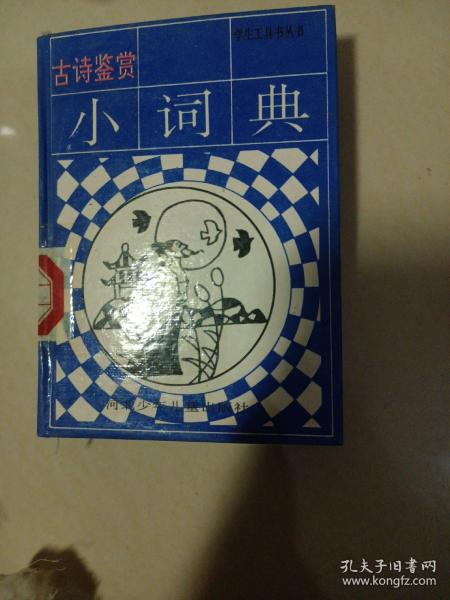 学生工具书丛书
古诗鉴赏
小词典
河北少年儿童出版社
孔夫子旧书网
www.kongfz.com